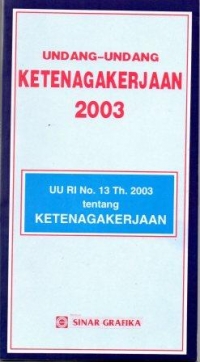 UNDANG-UNDANG
KETENAGAKERJAAN
2003
UU RI No. 13 Th. 2003
tentang
KETENAGAKERJAAN
SINAR GRAFIKA